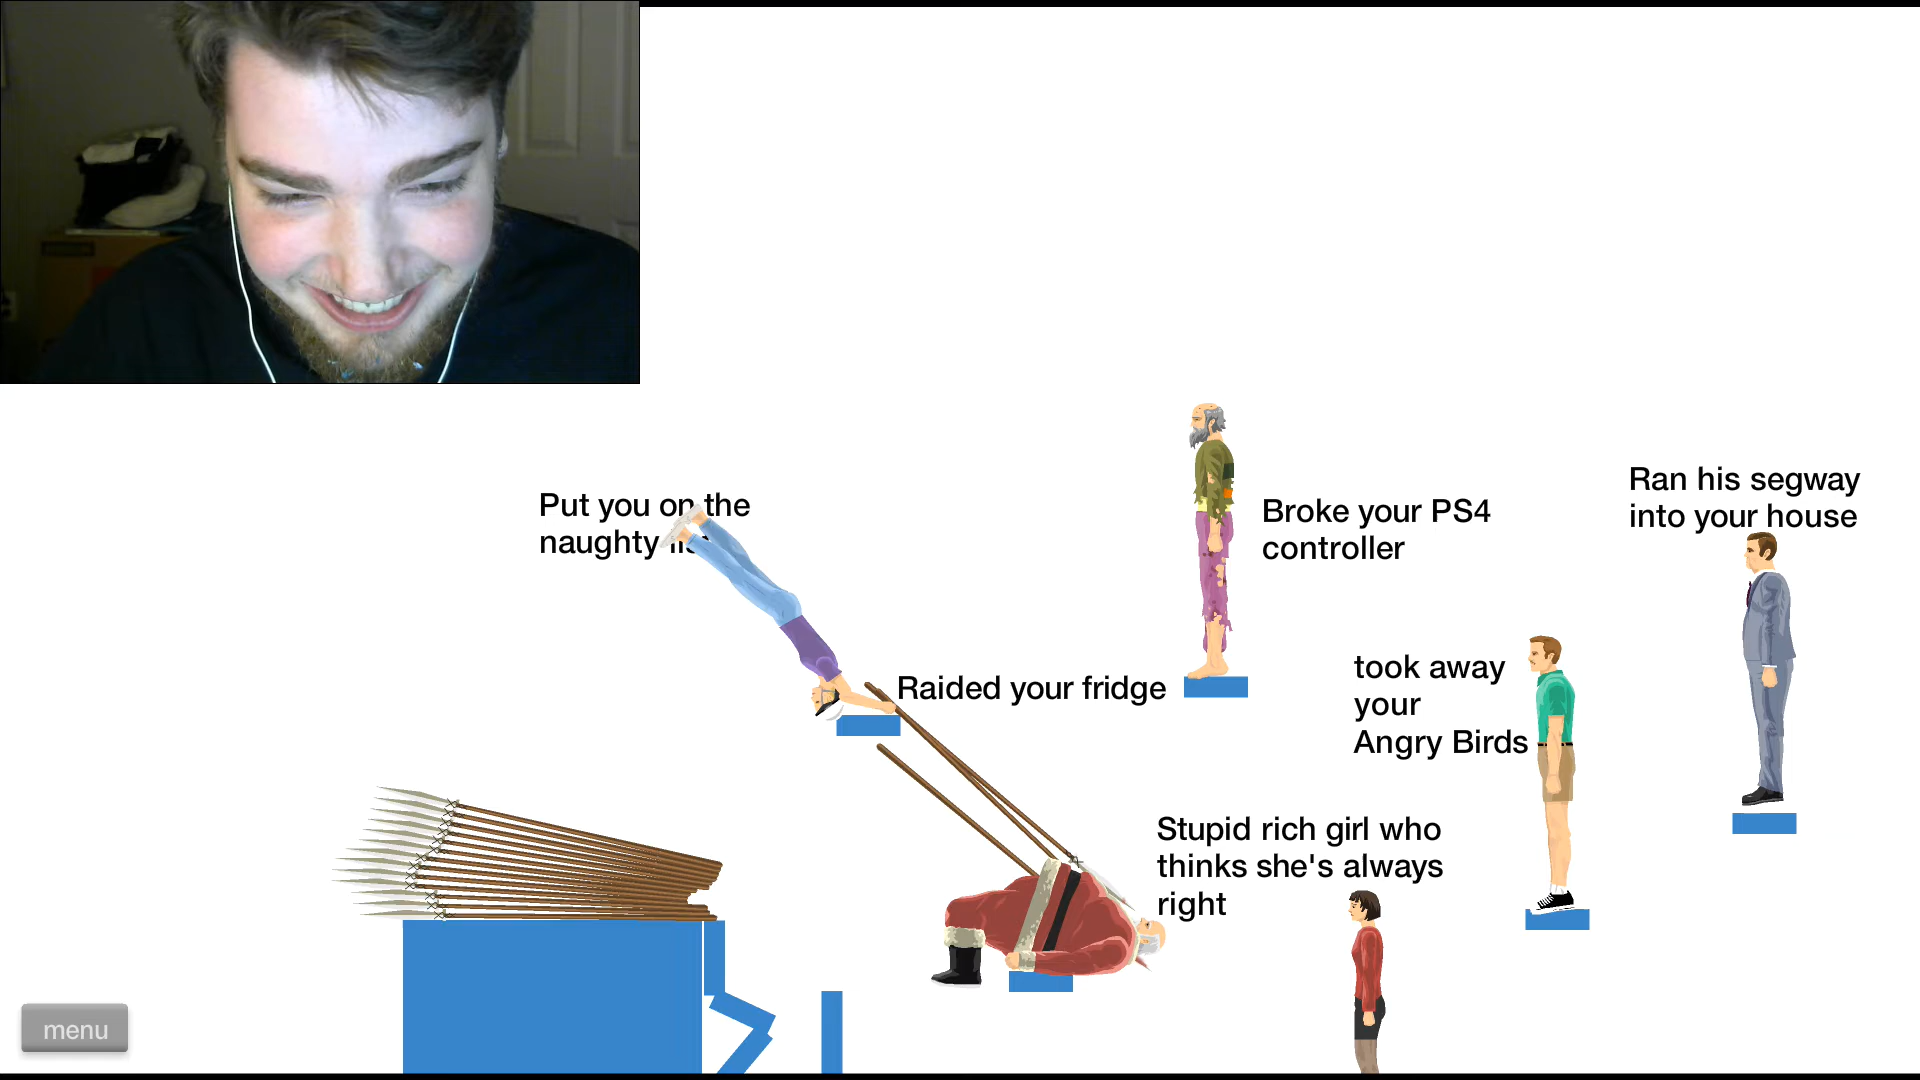 Put you on the
naughty
Raided your fridge
Broke your PS4
controller
Ran his segway
into your house
took away
your
Angry Birds
Stupid rich girl who
thinks she's always
right
menu